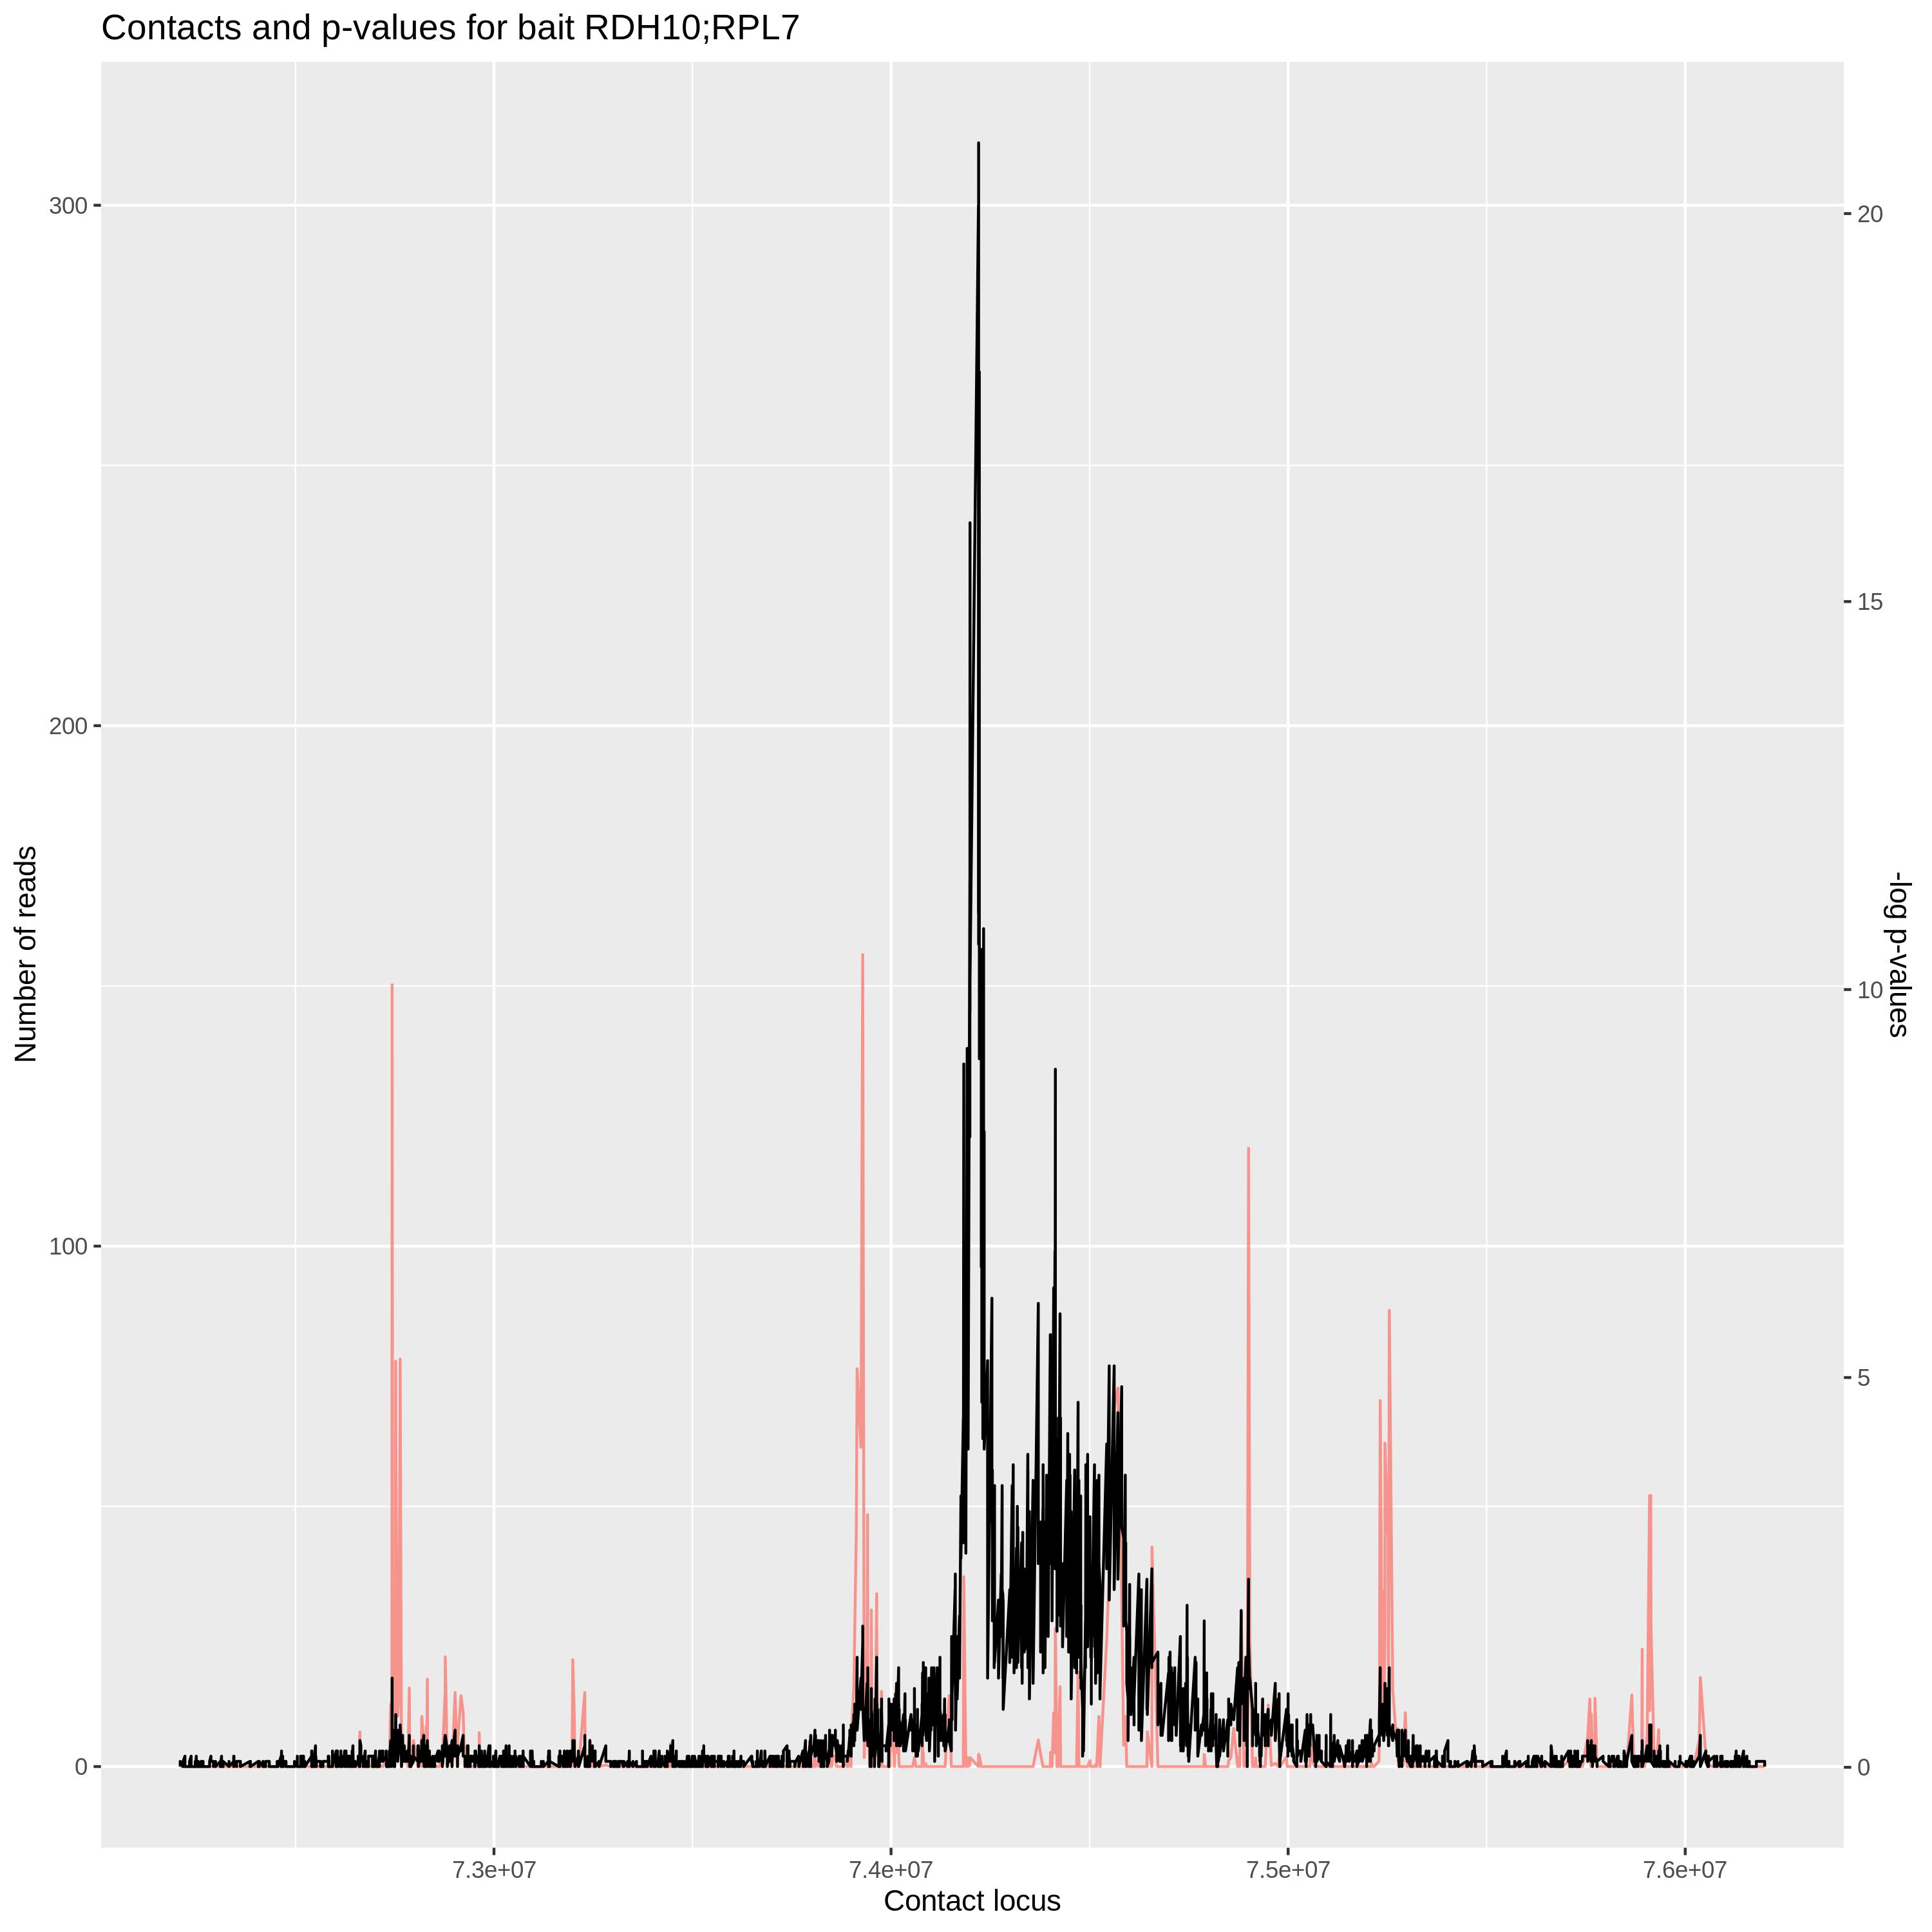 Contacts and p-values for bait RDH10;RPL7
300
200
100
0
Number of reads
20
15
10
5
0
-log p-values
7.3e+07
7.4e+07
7.5e+07
7.6e+07
Contact locus